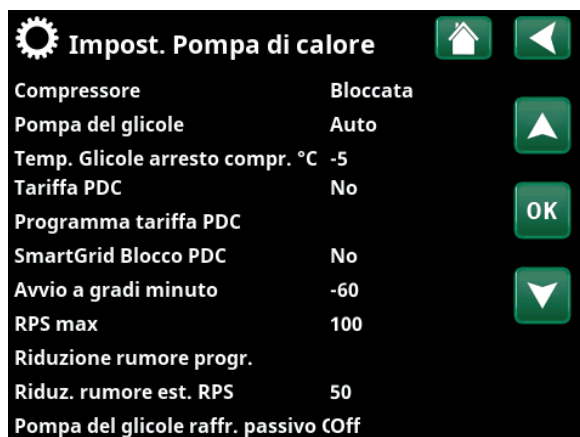 Impost. Pompa di calore
Compressore Bloccata
Pompa del glicole Auto
Temp. Glicole arresto compr. °C -5
Tariffa PDC No
Programma tariffa PDC
SmartGrid Blocco PDC No
Avvio a gradi minuto -60
RPS max 100
Riduzione rumore progr.
Riduz. rumore est. RPS 50
Pompa del glicole raffr. passivo (Off
OK